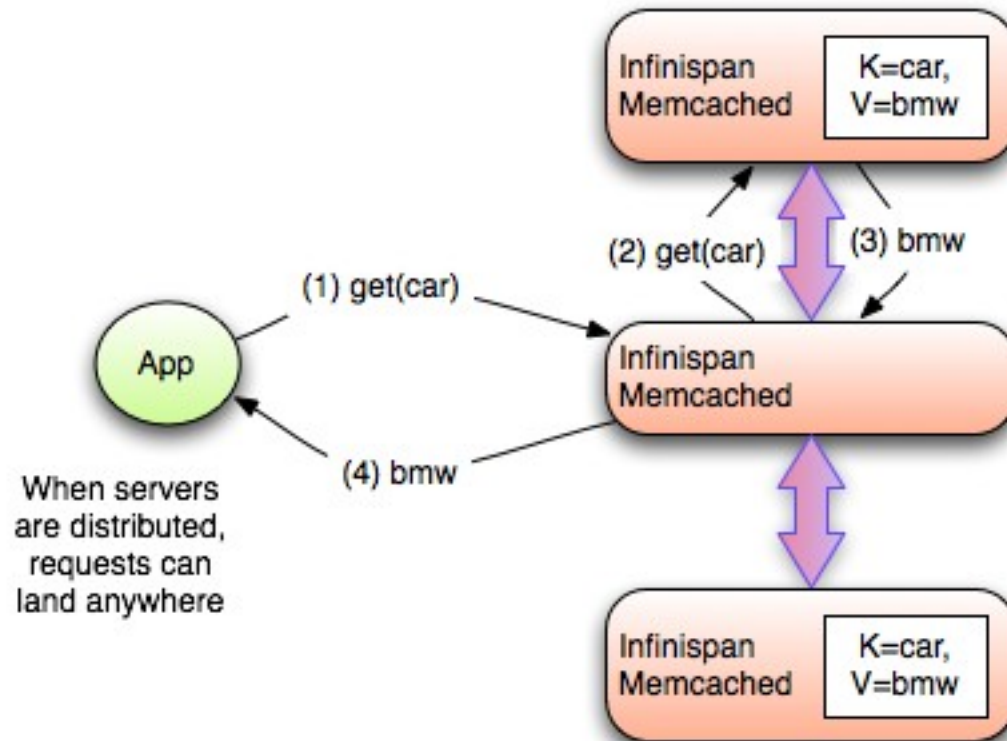 Infinispan
Memcached
K=car,
V=bmw
(2) get(car)
(3) bmw
(1) get(car)
App
Infinispan
Memcached
(4) bmw
When servers
are distributed,
requests can
land anywhere
Infinispan
Memcached
K=car,
V=bmw